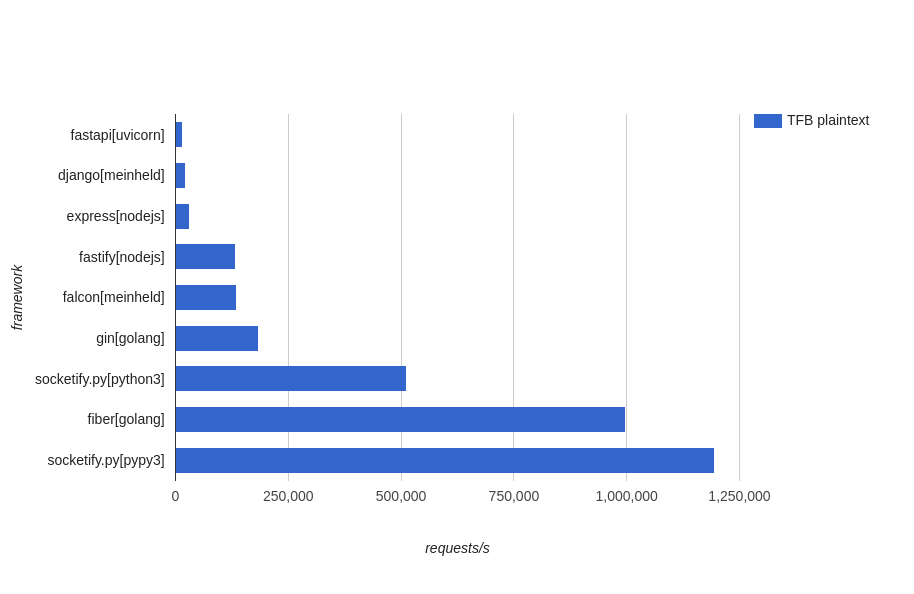 TFB plaintext
framework
fastapi[uvicorn]
django[meinheld]
express[nodejs]
fastify[nodejs]
falcon[meinheld]
gin[golang]
socketify.py[python3]
fiber[golang]
socketify.py[pypy3]
0 250,000 500,000 750,000 1,000,000 1,250,000
requests/s